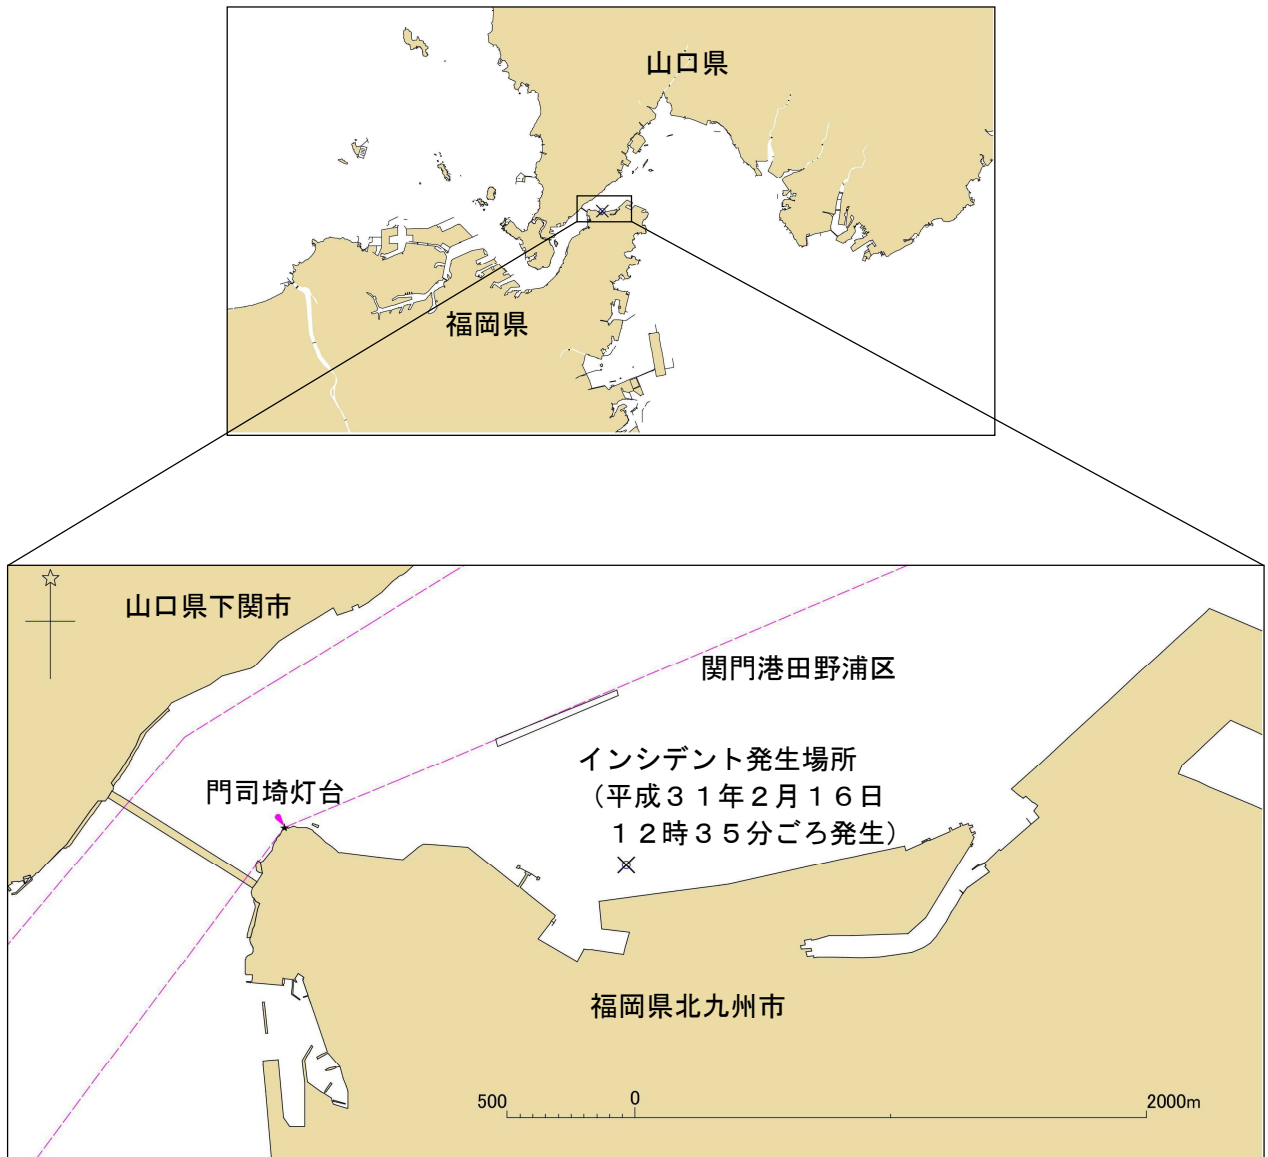 山口県
福岡県
山口県下関市
関門港田野浦区
インシデント発生場所
（平成３１年２月１６日
１２時３５分ごろ発生）
門司埼灯台
福岡県北九州市
500 0 2000m